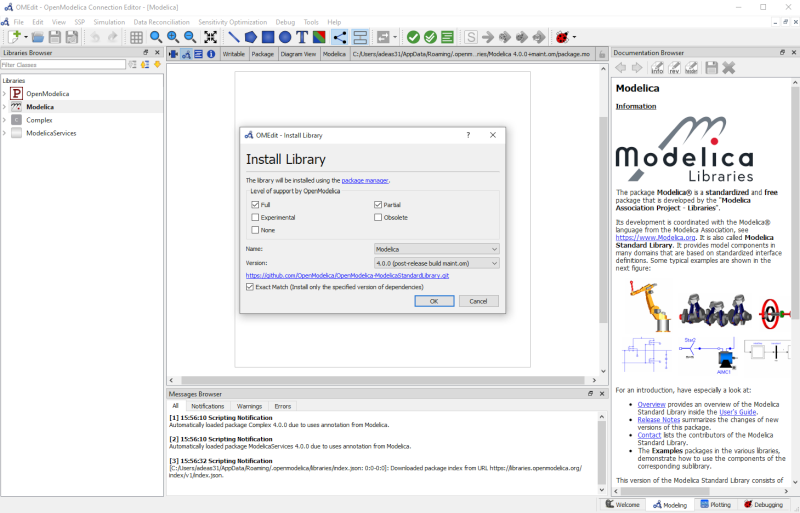 OMEdit - OpenModelica Connection Editor - [Modelica]
File Edit View SSP Simulation Data Reconciliation Sensitivity Optimization Debug Tools Help
Libraries Browser
Filter Classes
Libraries
OpenModelica
Modelica
Complex
ModelicaServices
Writable Package Diagram View Modelica C:/Users/adeas31/AppData/Roaming/.openm...res/Modelica 4.0.0+maint.om/package.mo
OMEdit - Install Library
Install Library
The library will be installed using the package manager.
Level of support by OpenModelica
Full Partial
Experimental Obsolete
None
Name: Modelica
Version: 4.0.0 (post-release build maint.om)
https://github.com/OpenModelica/OpenModelica-ModelicaStandardLibrary.git
Exact Match (Install only the specified version of dependencies)
OK Cancel
Messages Browser
All Notifications Warnings Errors
[1] 15:56:10 Scripting Notification
Automatically loaded package Complex 4.0.0 due to uses annotation from Modelica.
[2] 15:56:10 Scripting Notification
Automatically loaded package ModelicaServices 4.0.0 due to uses annotation from Modelica.
[3] 15:56:32 Scripting Notification
[C:/Users/adeas31/AppData/Roaming/.openmodelica/libraries/index.json: 0:0-0:0]: Downloaded package index from URL https://libraries.openmodelica.org/
index/v1/index.json.
Documentation Browser
info rev
Modelica
Information
Modelica
Libraries
The package Modelica® is a standardized and free
package that is developed by the "Modelica
Association Project - Libraries".
Its development is coordinated with the Modelica®
language from the Modelica Association, see
https://www.Modelica.org. It is also called Modelica
Standard Library. It provides model components in
many domains that are based on standardized interface
definitions. Some typical examples are shown in the
next figure:
AIMC1
For an introduction, have especially a look at:
Overview provides an overview of the Modelica
Standard Library inside the User's Guide.
Release Notes summarizes the changes of new
versions of this package.
Contact lists the contributors of the Modelica
Standard Library.
The Examples packages in the various libraries,
demonstrate how to use the components of the
corresponding sublibrary.
This version of the Modelica Standard Library consists of
Welcome Modeling Plotting Debugging